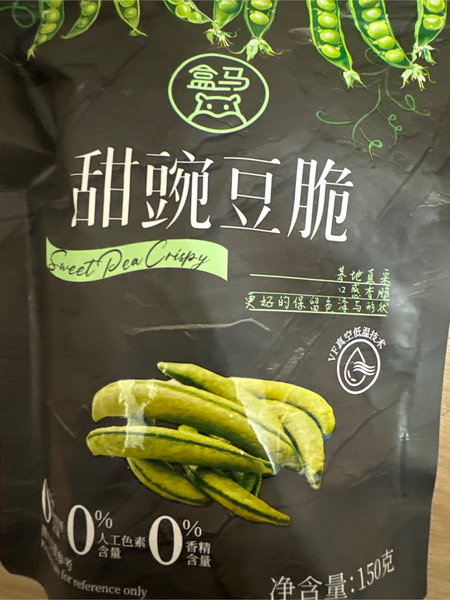 盒马
甜豌豆脆
Sweet Pea Crispy
基地直采
口感香脆
更好的保留色泽与形状
VF真空低温技术
0%
人工色素
含量
0%
香精
含量
for reference only
净含量:150克